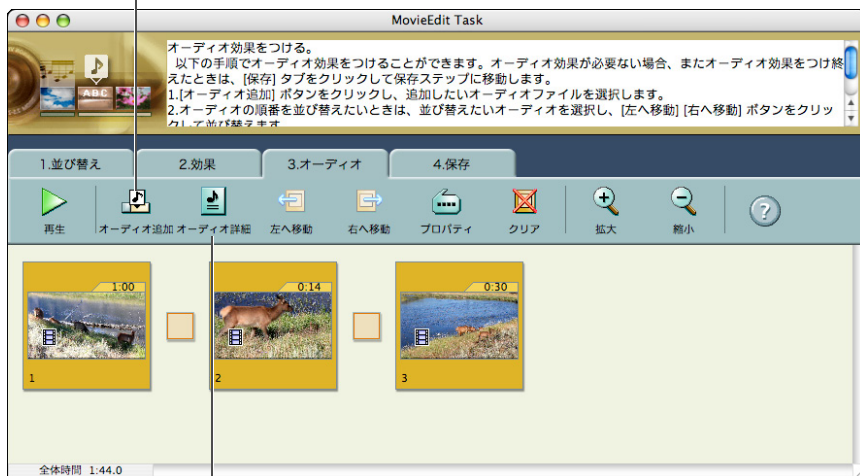 MovieEdit Task
オーディオ効果をつける。
以下の手順でオーディオ効果をつけることができます。オーディオ効果が必要ない場合、またオーディオ効果をつけ終
えたときは、[保存] タブをクリックして保存ステップに移動します。
1.[オーディオ追加] ボタンをクリックし、追加したいオーディオファイルを選択します。
2.オーディオの順番を並び替えたいときは、並び替えたいオーディオを選択し、[左へ移動] [右へ移動] ボタンをクリッ
クして並び替えます
ABC
1.並び替え 2.効果 3.オーディオ 4.保存
再生 オーディオ追加 オーディオ詳細 左へ移動 右へ移動 プロパティ クリア 拡大 縮小 ?
1:00 0:14 0:30
1 2 3
全体時間 1:44.0